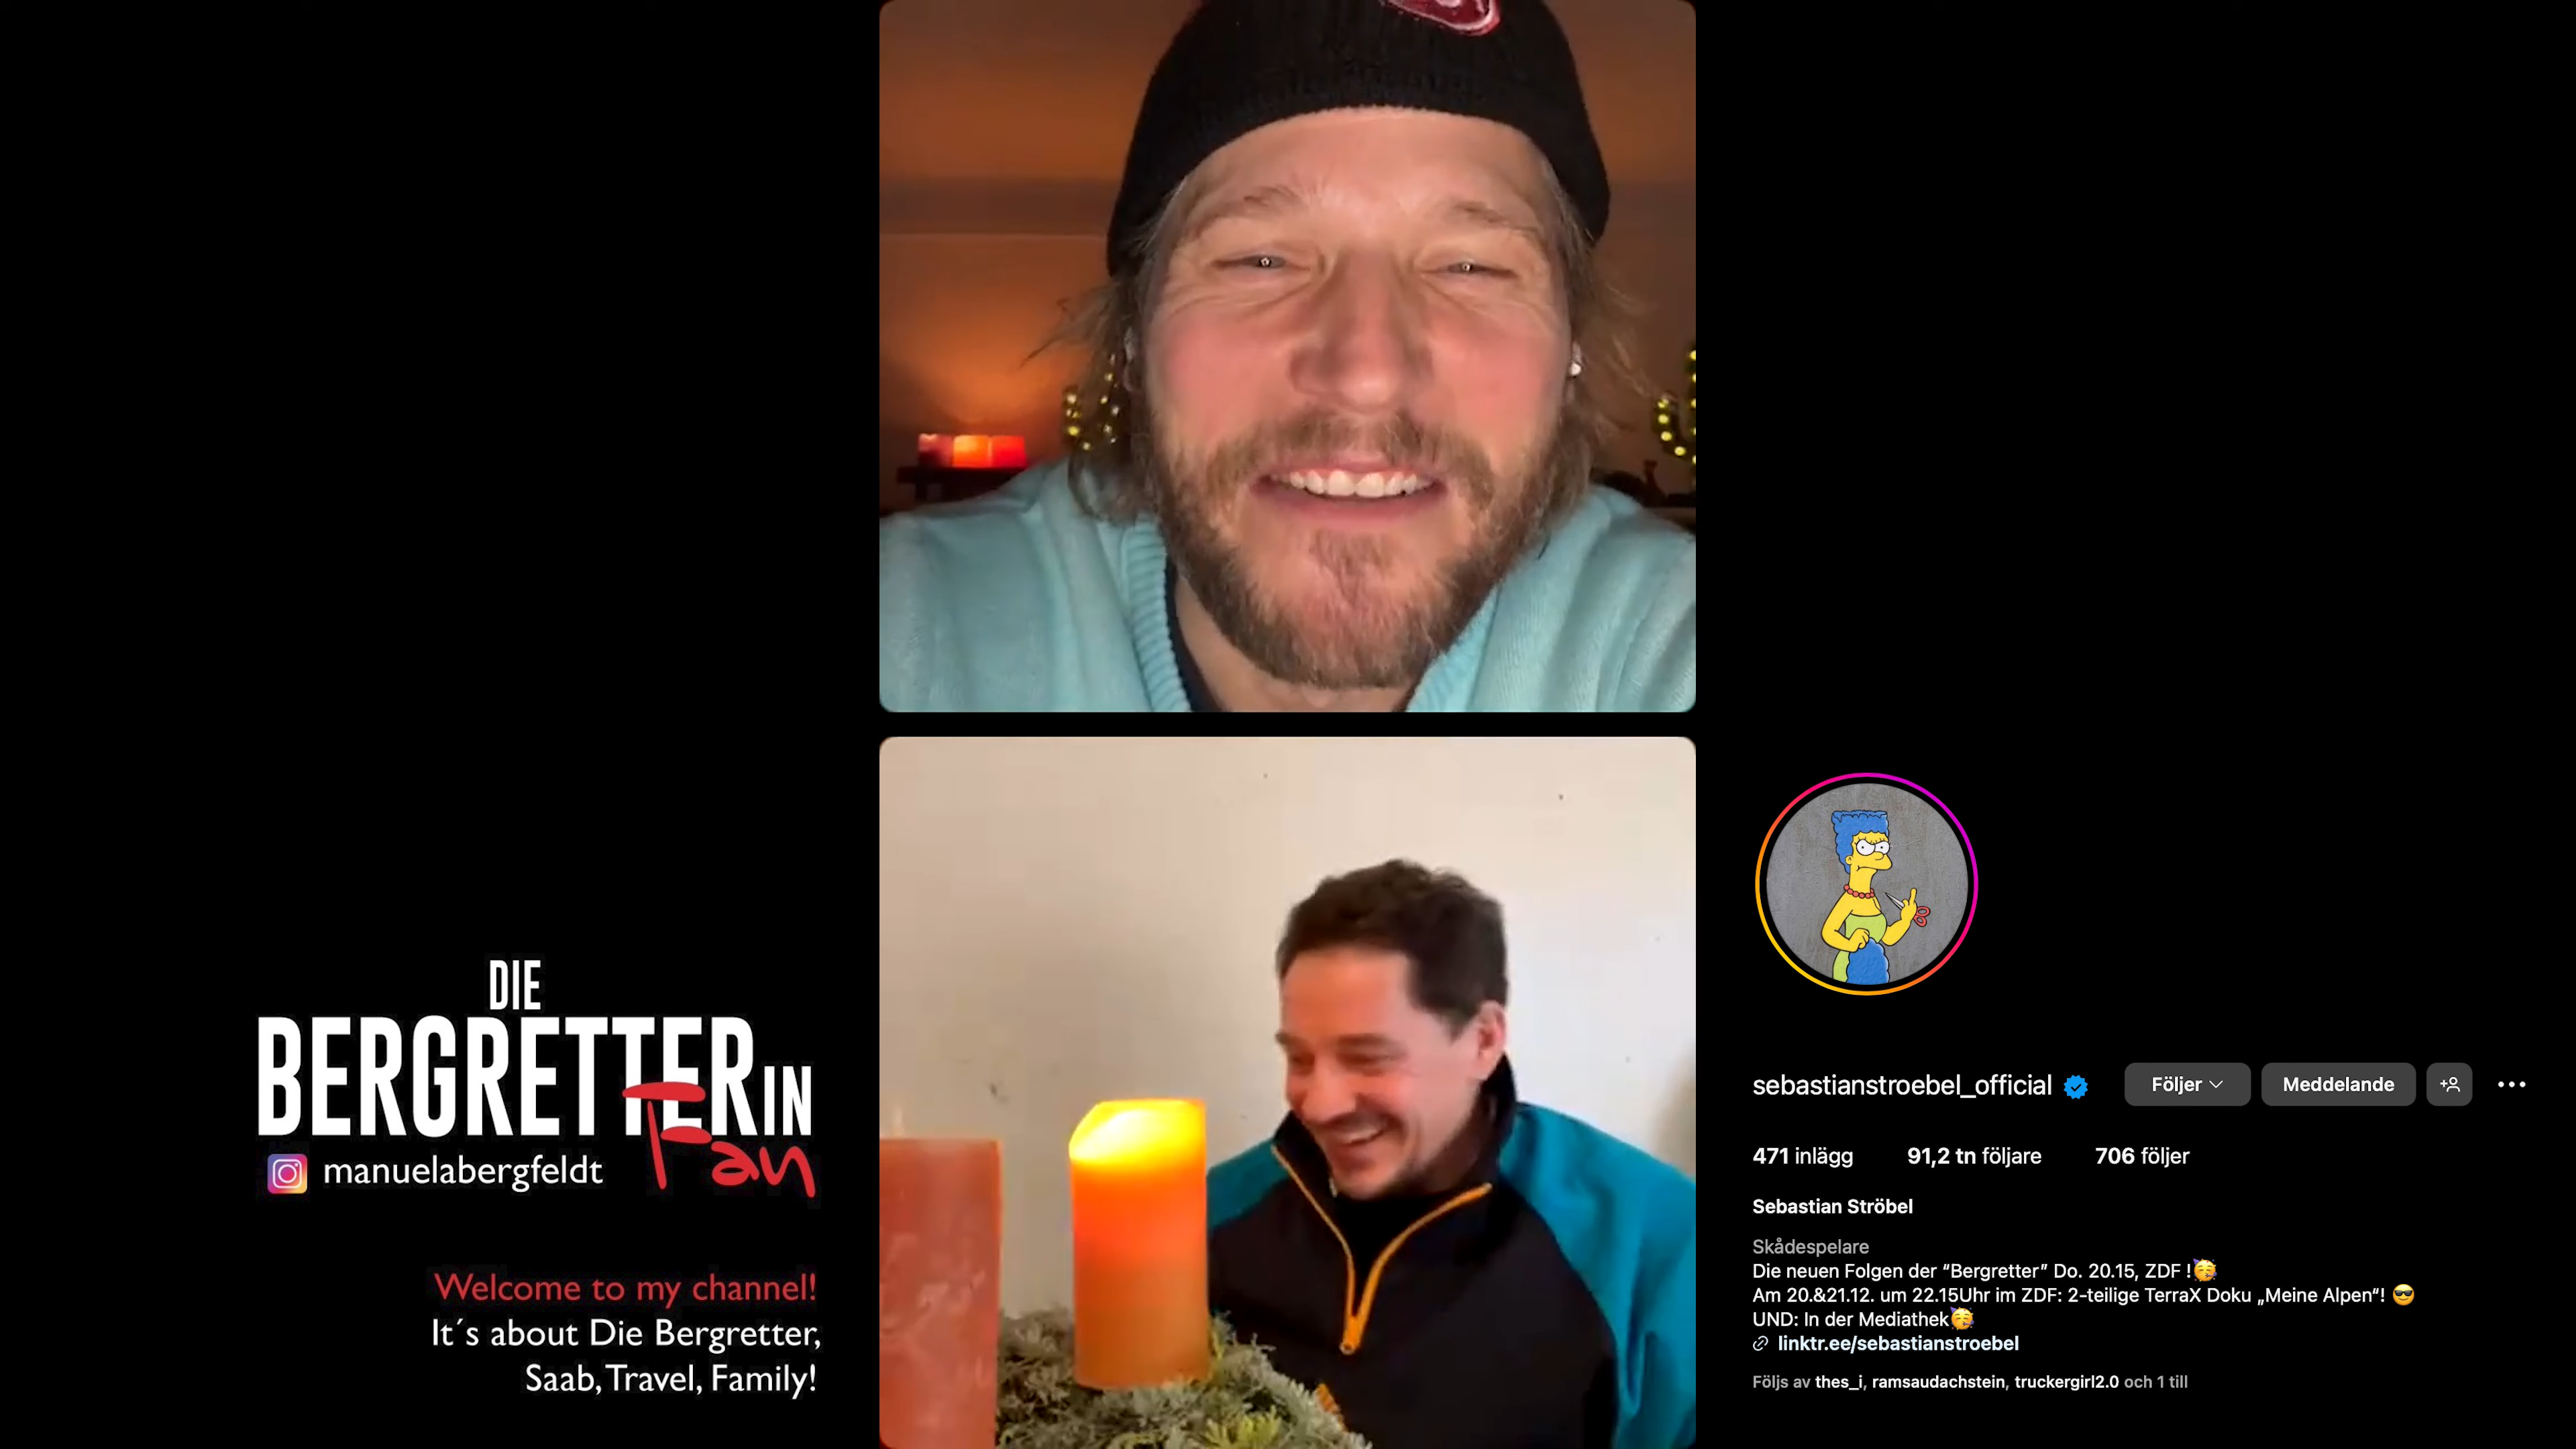 DIE
BERGRETTERIN
Fan
manuelabergfeldt
Welcome to my channel!
It´s about Die Bergretter,
Saab, Travel, Family!
sebastianstroebel_official
Följer
Meddelande
471 inlägg 91,2 tn följare 706 följer
Sebastian Ströbel
Skådespelare
Die neuen Folgen der “Bergretter” Do. 20.15, ZDF !🥳
Am 20.&21.12. um 22.15Uhr im ZDF: 2-teilige TerraX Doku „Meine Alpen“! 😎
UND: In der Mediathek🥳
linktr.ee/sebastianstroebel
Följs av thes_i, ramsaudachstein, truckergirl2.0 och 1 till